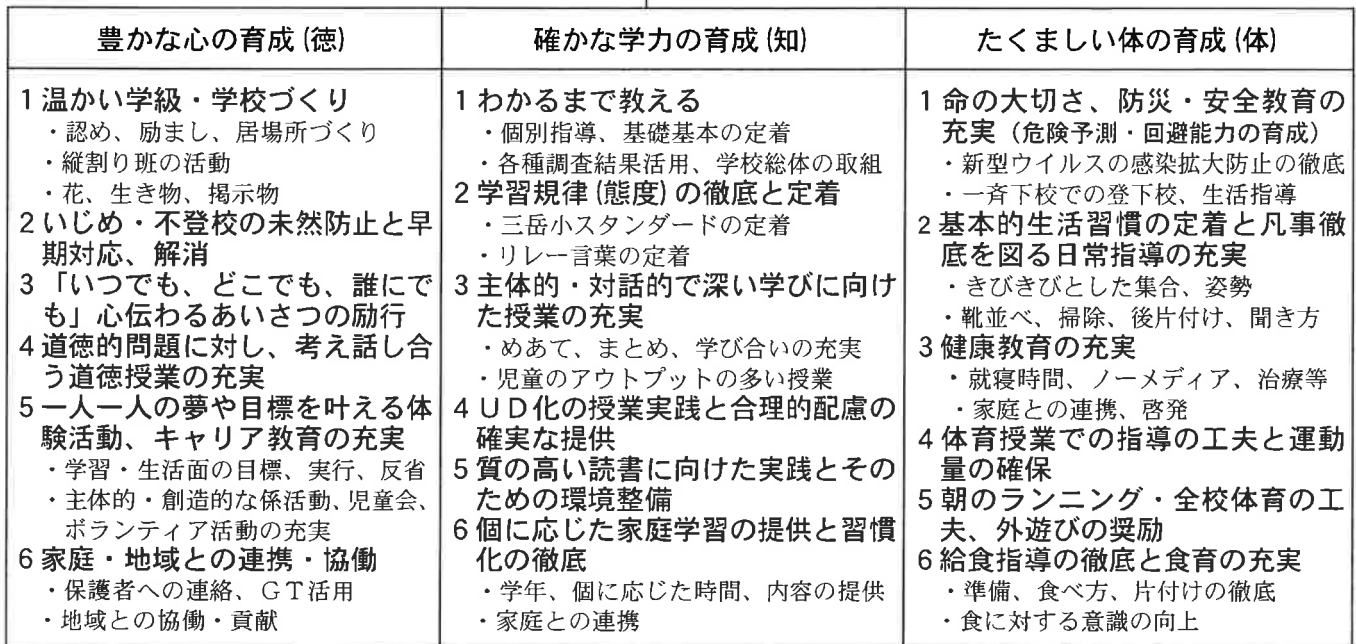 豊かな心の育成(徳)
1温かい学級・学校づくり
・認め、励まし、居場所づくり
・縦割り班の活動
・花、生き物、掲示物
2いじめ・不登校の未然防止と早
期対応、解消
3「いつでも、どこでも、誰にで
も」心伝わるあいさつの励行
4道徳的問題に対し、考え話し合
う道徳授業の充実
5一人一人の夢や目標を叶える体
験活動、キャリア教育の充実
・学習・生活面の目標、実行、反省
・主体的・創造的な係活動、児童会、
ボランティア活動の充実
6家庭・地域との連携・協働
・保護者への連絡、GT活用
・地域との協働・貢献
確かな学力の育成(知)
1わかるまで教える
・個別指導、基礎基本の定着
・各種調査結果活用、学校総体の取組
2学習規律(態度)の徹底と定着
・三岳小スタンダードの定着
・リレー言葉の定着
3主体的・対話的で深い学びに向け
た授業の充実
・めあて、まとめ、学び合いの充実
・児童のアウトプットの多い授業
4UD化の授業実践と合理的配慮の
確実な提供
5質の高い読書に向けた実践とその
ための環境整備
6個に応じた家庭学習の提供と習慣
化の徹底
・学年、個に応じた時間、内容の提供
・家庭との連携
たくましい体の育成(体)
1命の大切さ、防災・安全教育の
充実(危険予測・回避能力の育成)
・新型ウイルスの感染拡大防止の徹底
・一斉下校での登下校、生活指導
2基本的生活習慣の定着と凡事徹
底を図る日常指導の充実
・きびきびとした集合、姿勢
・靴並べ、掃除、後片付け、聞き方
3健康教育の充実
・就寝時間、ノーメディア、治療等
・家庭との連携、啓発
4体育授業での指導の工夫と運動
量の確保
5朝のランニング・全校体育の工
夫、外遊びの奨励
6給食指導の徹底と食育の充実
・準備、食べ方、片付けの徹底
・食に対する意識の向上